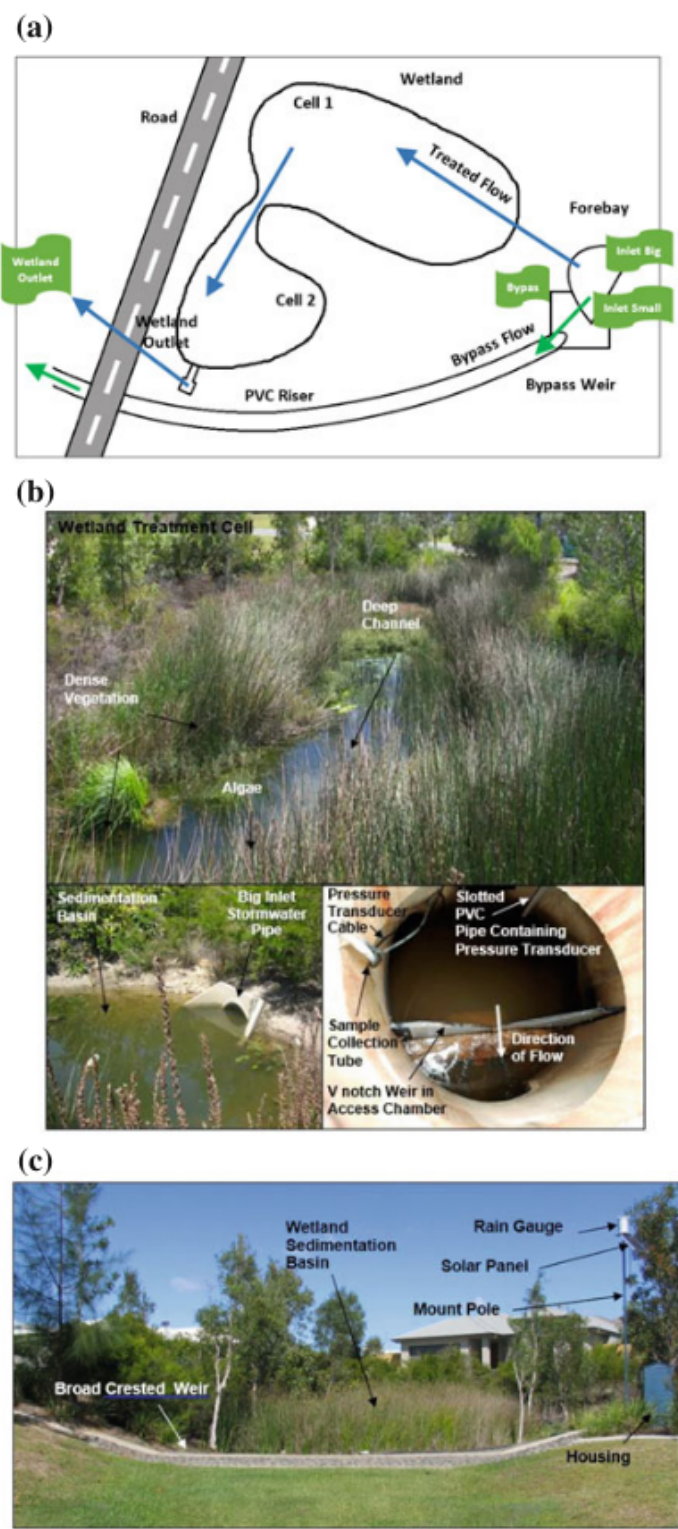 (a)
Wetland
Cell 1
Road
Treated Flow
Forebay
Inlet Big
Wetland
Outlet
Bypas
Inlet Small
Cell 2
Wetland
Outlet
Bypass Flow
PVC Riser
Bypass Weir
(b)
Wetland Treatment Cell
Deep
Channel
Dense
Vegetation
Algae
Sedimentation
Basin
Big Inlet
Stormwater
Pipe
Pressure
Transducer
Cable
Slotted
PVC
Pipe Containing
Pressure Transducer
Sample
Collection
Tube
Direction
of Flow
V notch Weir in
Access Chamber
(c)
Wetland
Sedimentation
Basin
Rain Gauge
Solar Panel
Mount Pole
Broad Crested Weir
Housing